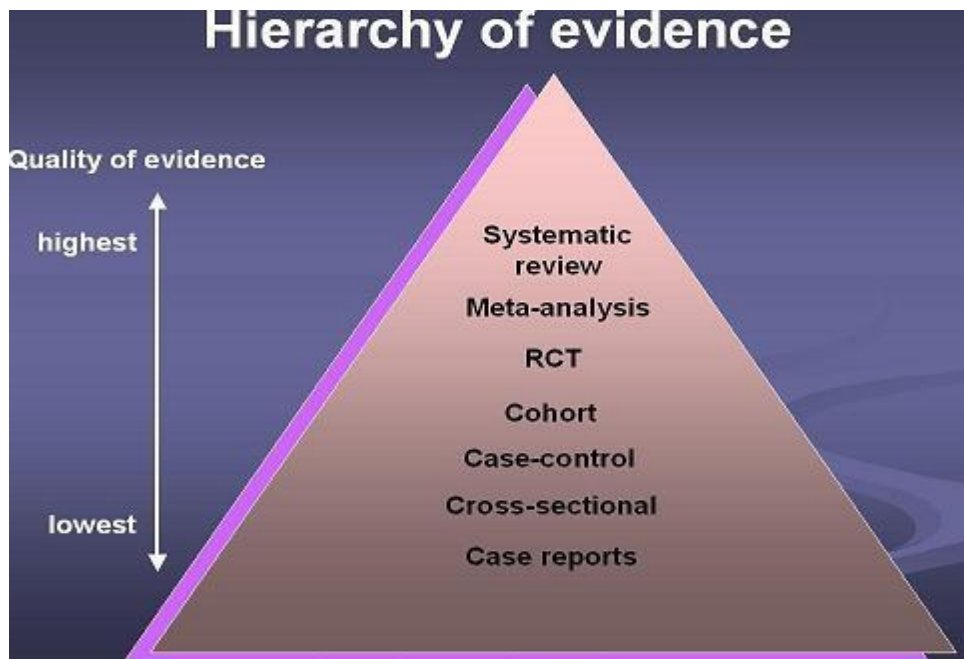 Hierarchy of evidence
Quality of evidence
highest
lowest
Systematic
review
Meta-analysis
RCT
Cohort
Case-control
Cross-sectional
Case reports